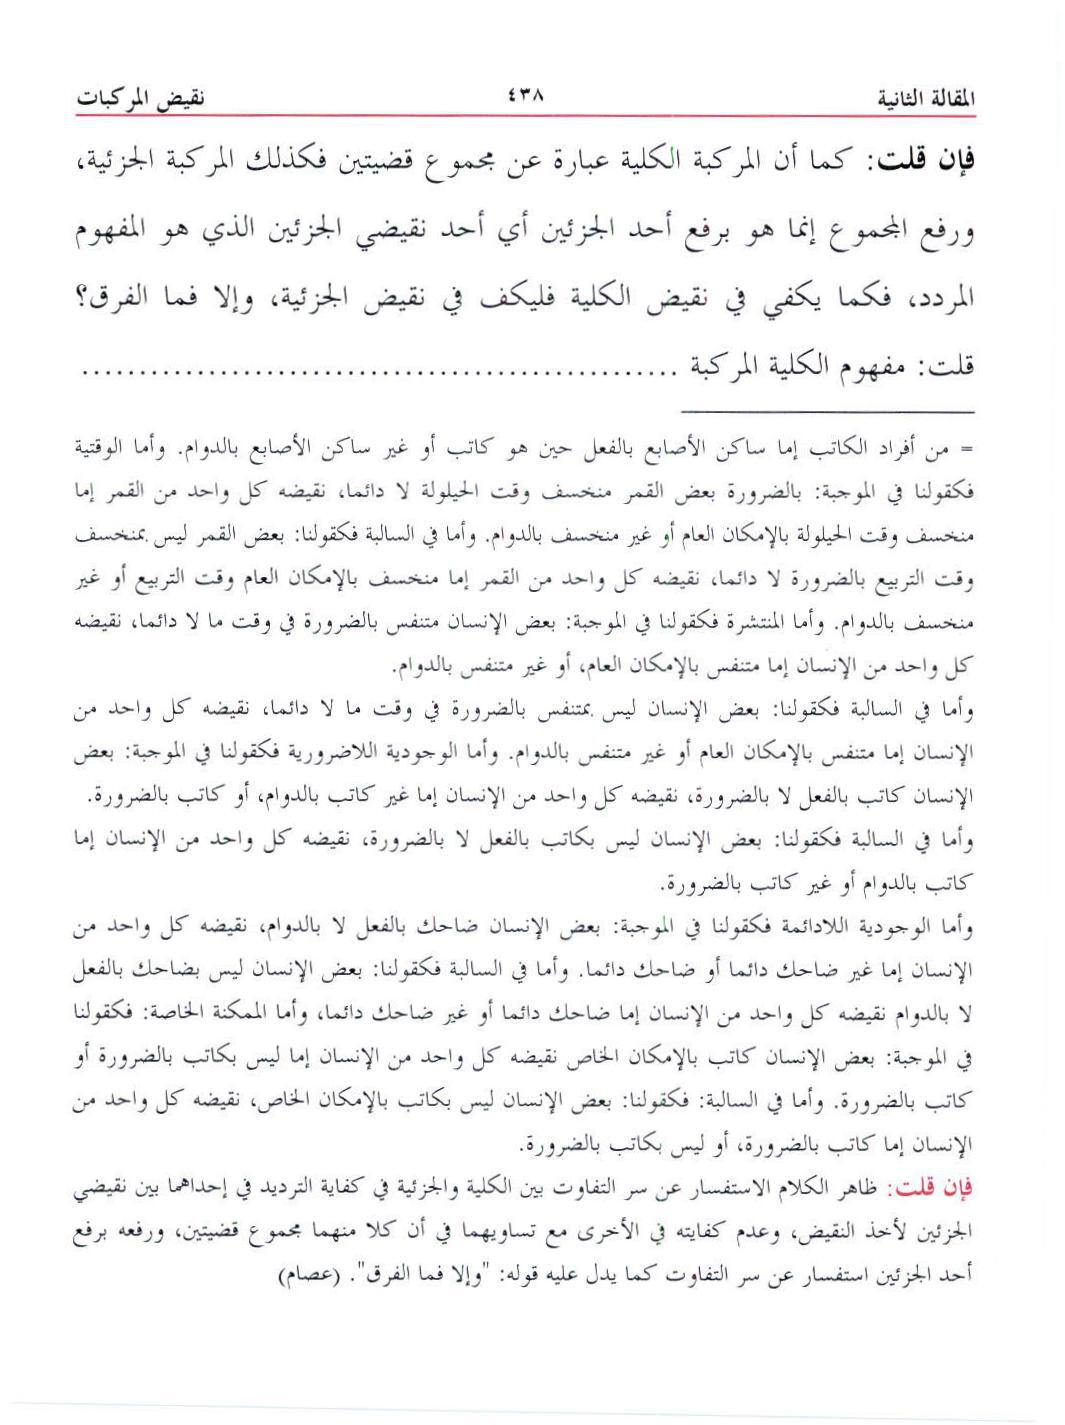 المقالة الثانية ٤٣٨ نقيض المركبات
فإن قلت: كما أن المركبة الكلية عبارة عن مجموع قضيتين فكذلك المركبة الجزئية،
ورفع المجموع إنما هو برفع أحد الجزئين أي أحد نقيضي الجزئين الذي هو المفهوم
المردد، فكما يكفي في نقيض الكلية فليكف في نقيض الجزئية، وإلا فما الفرق؟
قلت: مفهوم الكلية المركبة ....................................................
= من أفراد الكاتب إما ساكن الأصابع بالفعل حين هو كاتب أو غير ساكن الأصابع بالدوام. وأما الوقتية
فكقولنا في الموجبة: بالضرورة بعض القمر منخسف وقت الحيلولة لا دائما، نقيضه كل واحد من القمر إما
منخسف وقت الحيلولة بالإمكان العام أو غير منخسف بالدوام. وأما في السالبة فكقولنا: بعض القمر ليس بمنخسف
وقت التربيع بالضرورة لا دائما، نقيضه كل واحد من القمر إما منخسف بالإمكان العام وقت التربيع أو غير
منخسف بالدوام. وأما المنتشرة فكقولنا في الموجبة: بعض الإنسان متنفس بالضرورة في وقت ما لا دائما، نقيضه
كل واحد من الإنسان إما متنفس بالإمكان العام، أو غير متنفس بالدوام.
وأما في السالبة فكقولنا: بعض الإنسان ليس بمتنفس بالضرورة في وقت ما لا دائما، نقيضه كل واحد من
الإنسان إما متنفس بالإمكان العام أو غير متنفس بالدوام. وأما الوجودية اللاضرورية فكقولنا في الموجبة: بعض
الإنسان كاتب بالفعل لا بالضرورة، نقيضه كل واحد من الإنسان إما غير كاتب بالدوام، أو كاتب بالضرورة.
وأما في السالبة فكقولنا: بعض الإنسان ليس بكاتب بالفعل لا بالضرورة، نقيضه كل واحد من الإنسان إما
كاتب بالدوام أو غير كاتب بالضرورة.
وأما الوجودية اللادائمة فكقولنا في الموجبة: بعض الإنسان ضاحك بالفعل لا بالدوام، نقيضه كل واحد من
الإنسان إما غير ضاحك دائما أو ضاحك دائما. وأما في السالبة فكقولنا: بعض الإنسان ليس بضاحك بالفعل
لا بالدوام نقيضه كل واحد من الإنسان إما ضاحك دائما أو غير ضاحك دائما، وأما الممكنة الخاصة: فكقولنا
في الموجبة: بعض الإنسان كاتب بالإمكان الخاص نقيضه كل واحد من الإنسان إما ليس بكاتب بالضرورة أو
كاتب بالضرورة. وأما في السالبة: فكقولنا: بعض الإنسان ليس بكاتب بالإمكان الخاص، نقيضه كل واحد من
الإنسان إما كاتب بالضرورة، أو ليس بكاتب بالضرورة.
فإن قلت: ظاهر الكلام الاستفسار عن سر التفاوت بين الكلية والجزئية في كفاية الترديد في إحداهما بين نقيضي
الجزئين لأخذ النقيض، وعدم كفايته في الأخرى مع تساويهما في أن كلا منهما مجموع قضيتين، ورفعه برفع
أحد الجزئين استفسار عن سر التفاوت كما يدل عليه قوله: "وإلا فما الفرق". (عصام)